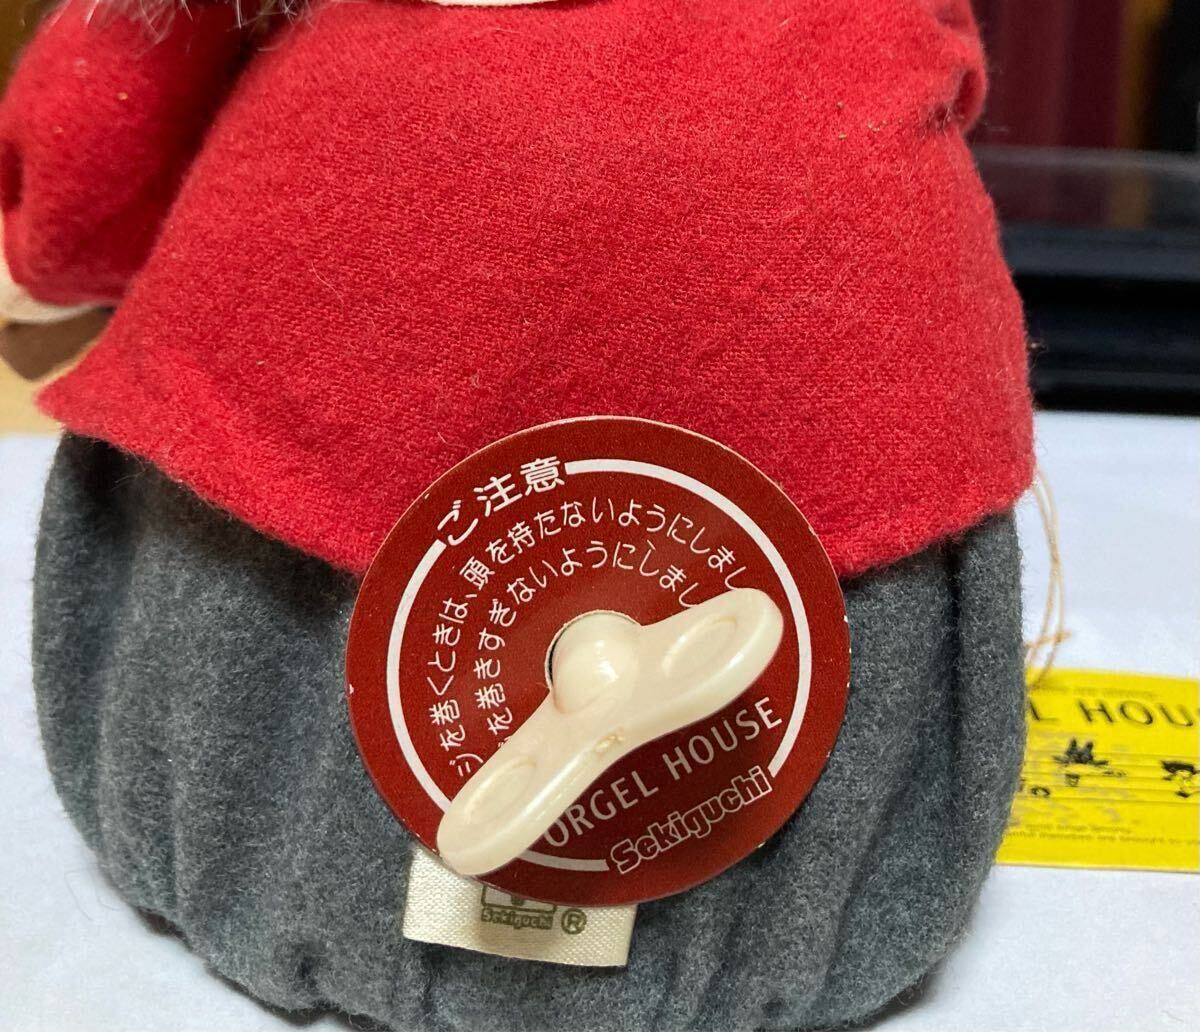 ご注意
ジを巻くときは、頭を持たないようにしまし
を巻きすぎないようにしまし
ORGEL HOUSE
Sekiguchi
Sekiguchi ®
L HOU